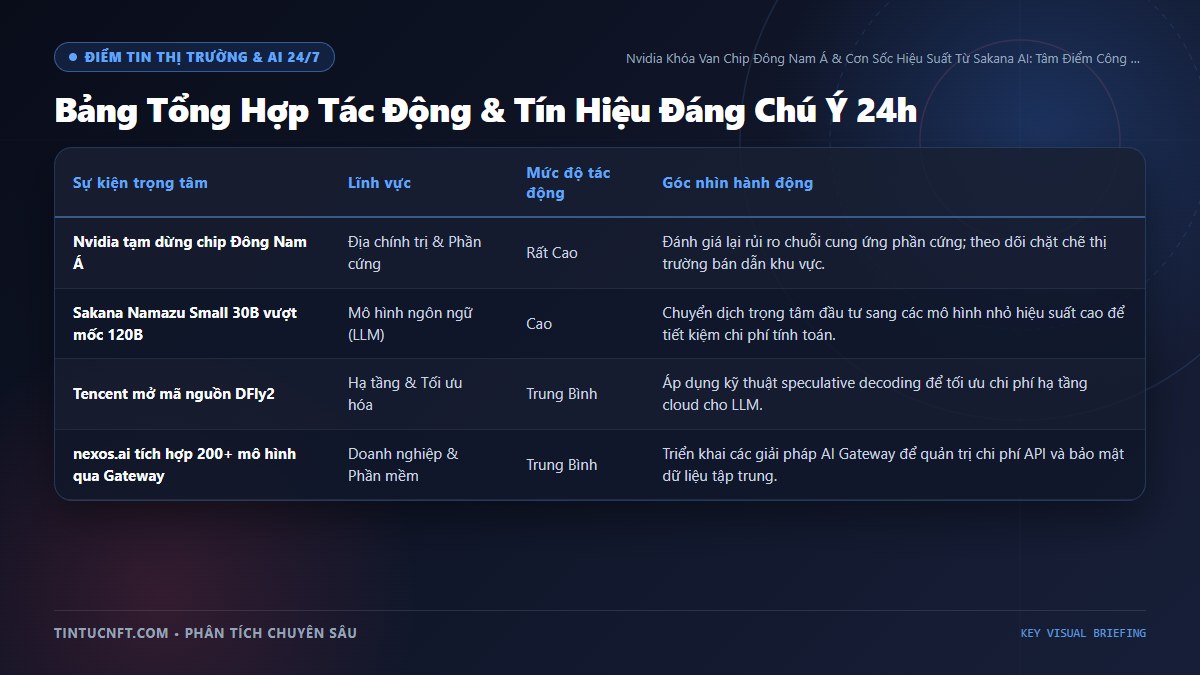 ĐIỂM TIN THỊ TRƯỜNG & AI 24/7
Nvidia Khóa Van Chip Đông Nam Á & Cơn Sốc Hiệu Suất Từ Sakana AI: Tâm Điểm Công ...
Bảng Tổng Hợp Tác Động & Tín Hiệu Đáng Chú Ý 24h
Sự kiện trọng tâm
Lĩnh vực
Mức độ tác
động
Góc nhìn hành động
Nvidia tạm dừng chip Đông Nam
Á
Địa chính trị & Phần
cứng
Rất Cao
Đánh giá lại rủi ro chuỗi cung ứng phần cứng; theo dõi chặt chẽ thị
trường bán dẫn khu vực.
Sakana Namazu Small 30B vượt
mốc 120B
Mô hình ngôn ngữ
(LLM)
Cao
Chuyển dịch trọng tâm đầu tư sang các mô hình nhỏ hiệu suất cao để
tiết kiệm chi phí tính toán.
Tencent mở mã nguồn DFly2
Hạ tầng & Tối ưu
hóa
Trung Bình
Áp dụng kỹ thuật speculative decoding để tối ưu chi phí hạ tầng
cloud cho LLM.
nexos.ai tích hợp 200+ mô hình
qua Gateway
Doanh nghiệp &
Phần mềm
Trung Bình
Triển khai các giải pháp AI Gateway để quản trị chi phí API và bảo mật
dữ liệu tập trung.
TINTUCNFT.COM • PHÂN TÍCH CHUYÊN SÂU
KEY VISUAL BRIEFING